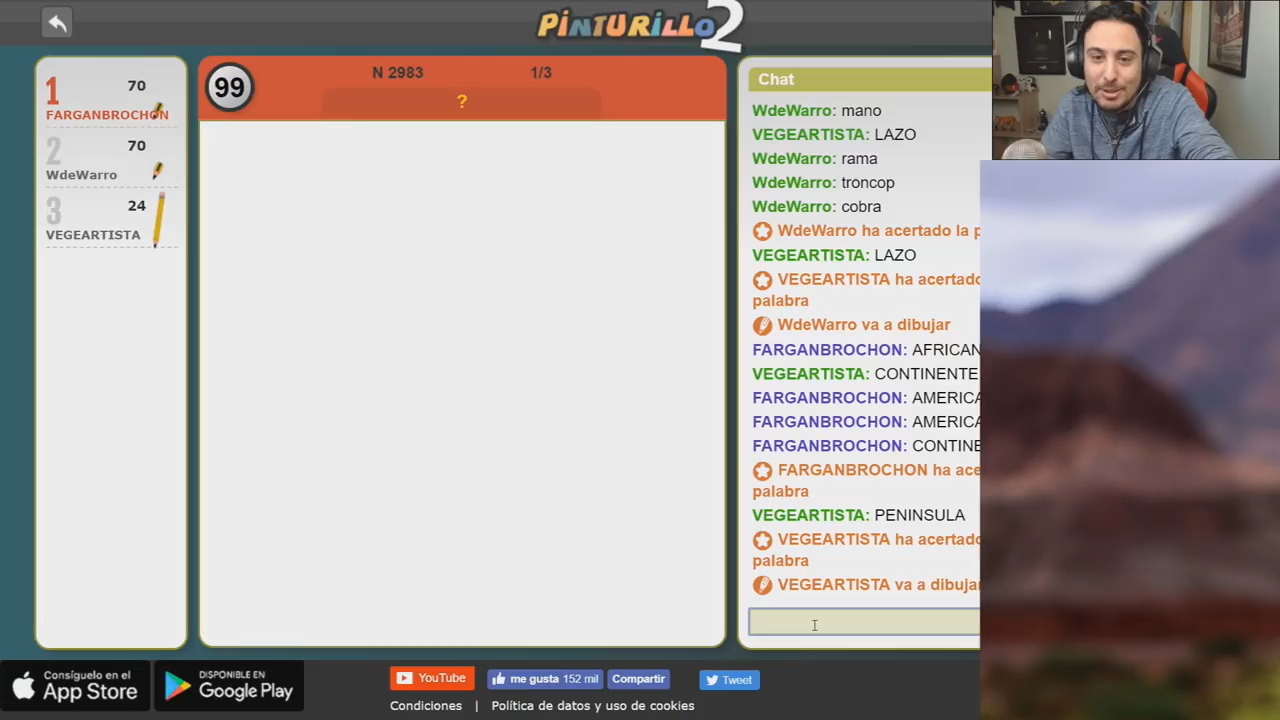 PiNTURiLLO 2
1
70
FARGANBROCHON
2
70
WdeWarro
3
24
VEGEARTISTA
99
N 2983
1/3
?
Chat
WdeWarro: mano
VEGEARTISTA: LAZO
WdeWarro: rama
WdeWarro: troncop
WdeWarro: cobra
WdeWarro ha acertado la p
VEGEARTISTA: LAZO
VEGEARTISTA ha acertado
palabra
WdeWarro va a dibujar
FARGANBROCHON: AFRICAN
VEGEARTISTA: CONTINENTE
FARGANBROCHON: AMERICA
FARGANBROCHON: AMERICA
FARGANBROCHON: CONTINE
FARGANBROCHON ha ace
palabra
VEGEARTISTA: PENINSULA
VEGEARTISTA ha acertado
palabra
VEGEARTISTA va a dibujar
Consíguelo en el
App Store
DISPONIBLE EN
Google Play
YouTube
me gusta 152 mil
Compartir
Tweet
Condiciones | Política de datos y uso de cookies